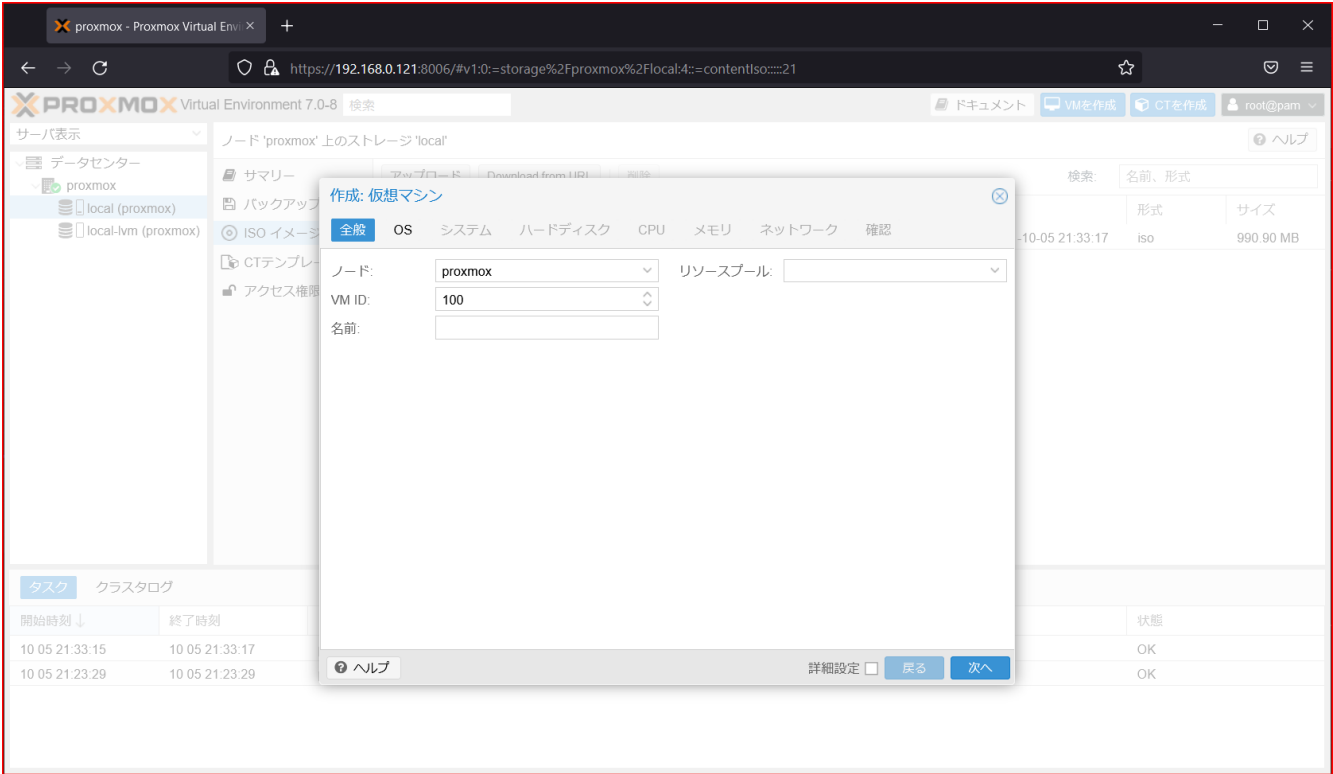 proxmox - Proxmox Virtual Envi
https://192.168.0.121:8006/#v1:0:=storage%2Fproxmox%2Flocal:4::=contentIso:::::21
PROXMOX Virtual Environment 7.0-8 検索 ドキュメント VMを作成 CTを作成 root@pam
サーバ表示
ノード 'proxmox' 上のストレージ 'local' ヘルプ
データセンター
proxmox
local (proxmox)
local-lvm (proxmox)
サマリー
バックアップ
ISO イメージ
CTテンプレー
アクセス権限
アップロード Download from URL 削除 検索: 名前、形式
形式 サイズ
-10-05 21:33:17 iso 990.90 MB
作成: 仮想マシン
全般 OS システム ハードディスク CPU メモリ ネットワーク 確認
ノード: proxmox リソースプール:
VM ID: 100
名前:
ヘルプ 詳細設定 戻る 次へ
タスク クラスタログ
開始時刻↓ 終了時刻 状態
10 05 21:33:15 10 05 21:33:17 OK
10 05 21:23:29 10 05 21:23:29 OK